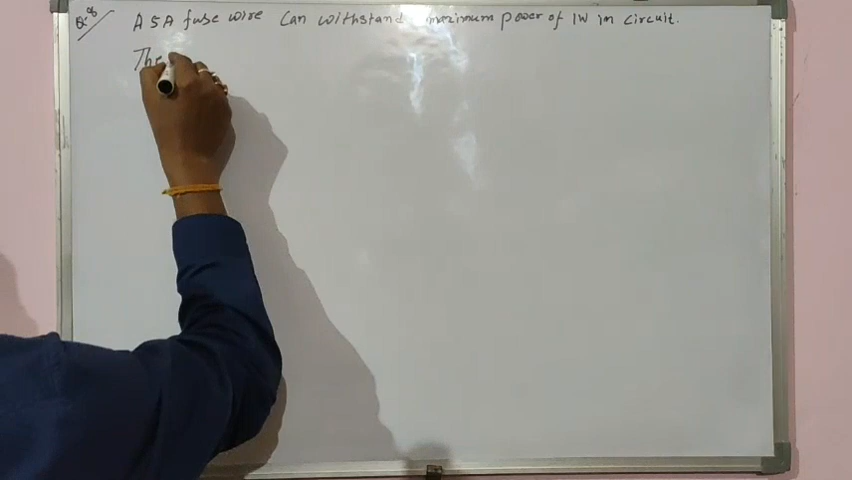 Q:% A 5A fuse wire Can withstand maximum power of 1W in circuit.
The